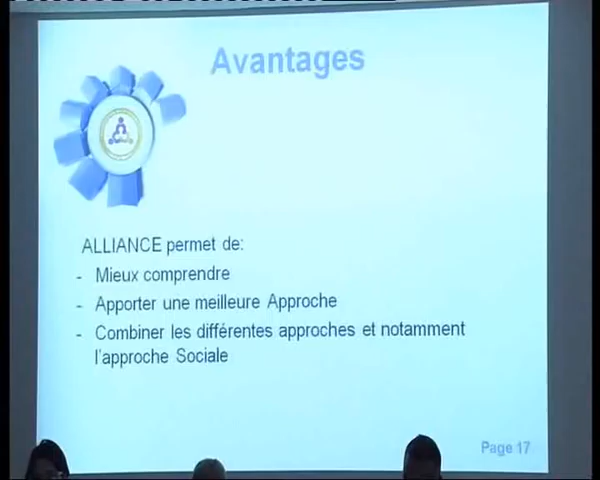 Avantages
ALLIANCE permet de:
- Mieux comprendre
- Apporter une meilleure Approche
- Combiner les différentes approches et notamment
l'approche Sociale
Page 17